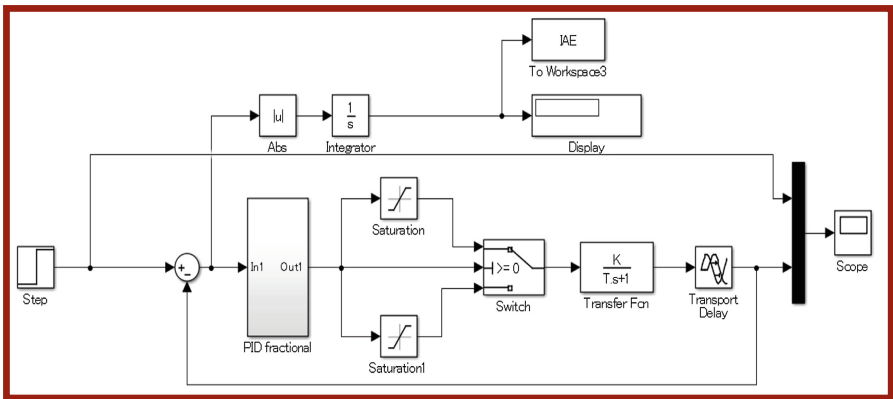 IAE
To Workspace3
|u|
Abs
1
s
Integrator
Display
Saturation
In1 Out1
PID fractional
+
-
Step
>= 0
Switch
K
T.s+1
Transfer Fcn
Transport
Delay
Scope
Saturation1